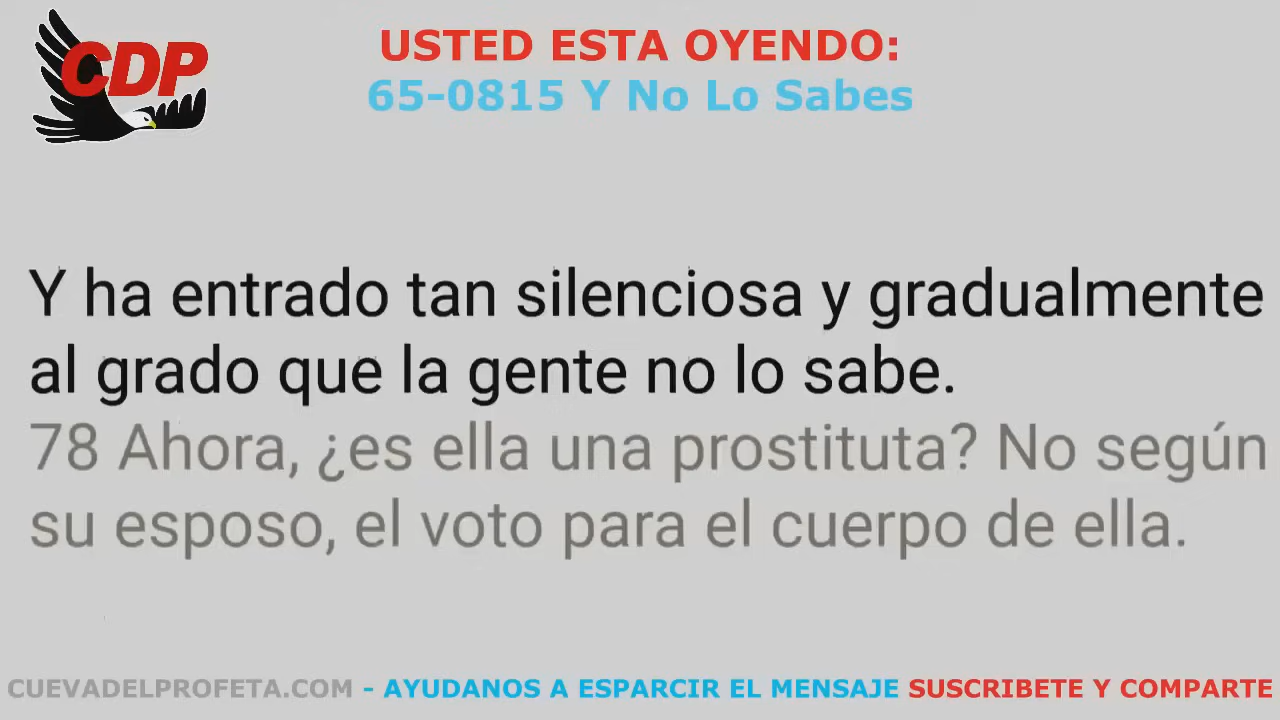 CDP
USTED ESTA OYENDO:
65-0815 Y No Lo Sabes
Y ha entrado tan silenciosa y gradualmente
al grado que la gente no lo sabe.
78 Ahora, ¿es ella una prostituta? No según
su esposo, el voto para el cuerpo de ella.
CUEVADELPROFETA.COM - AYUDANOS A ESPARCIR EL MENSAJE SUSCRIBETE Y COMPARTE